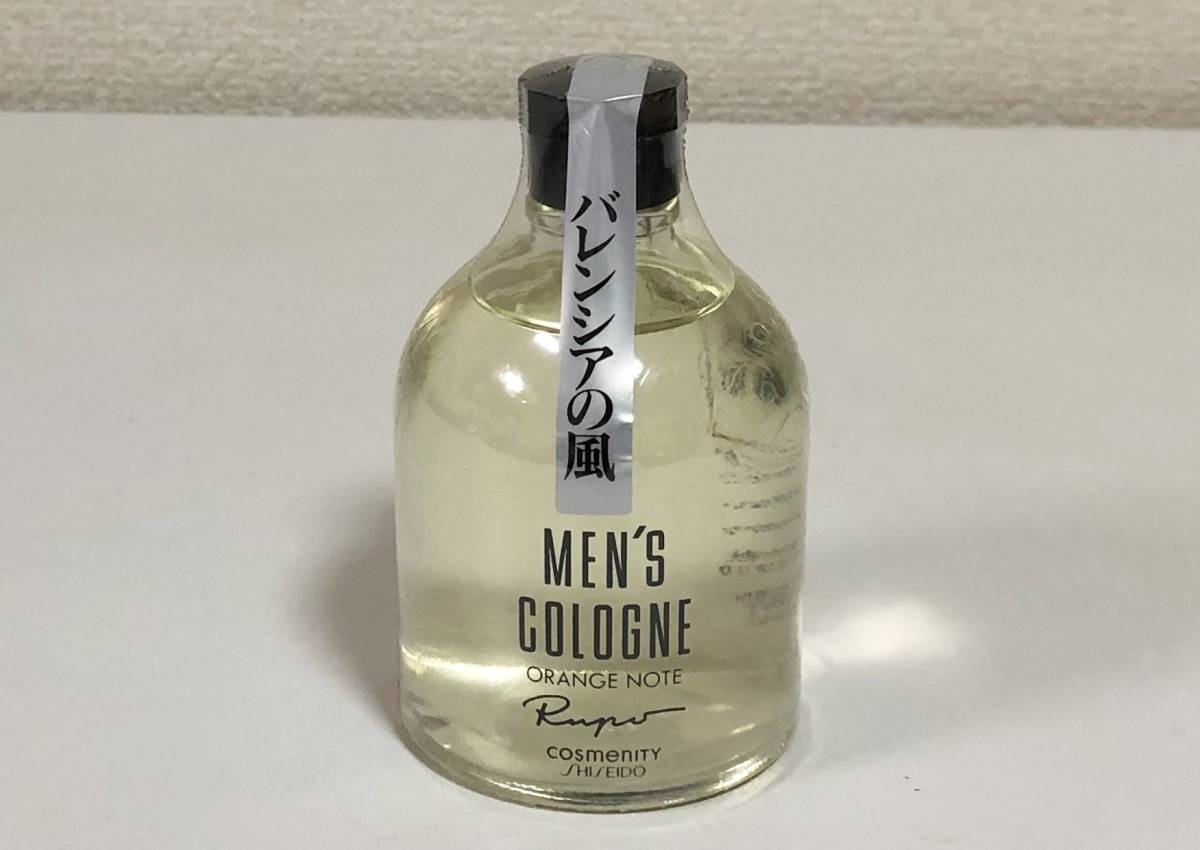 バレンシアの風
MEN'S
COLOGNE
ORANGE NOTE
Rupo
cosmenity
SHISEIDO